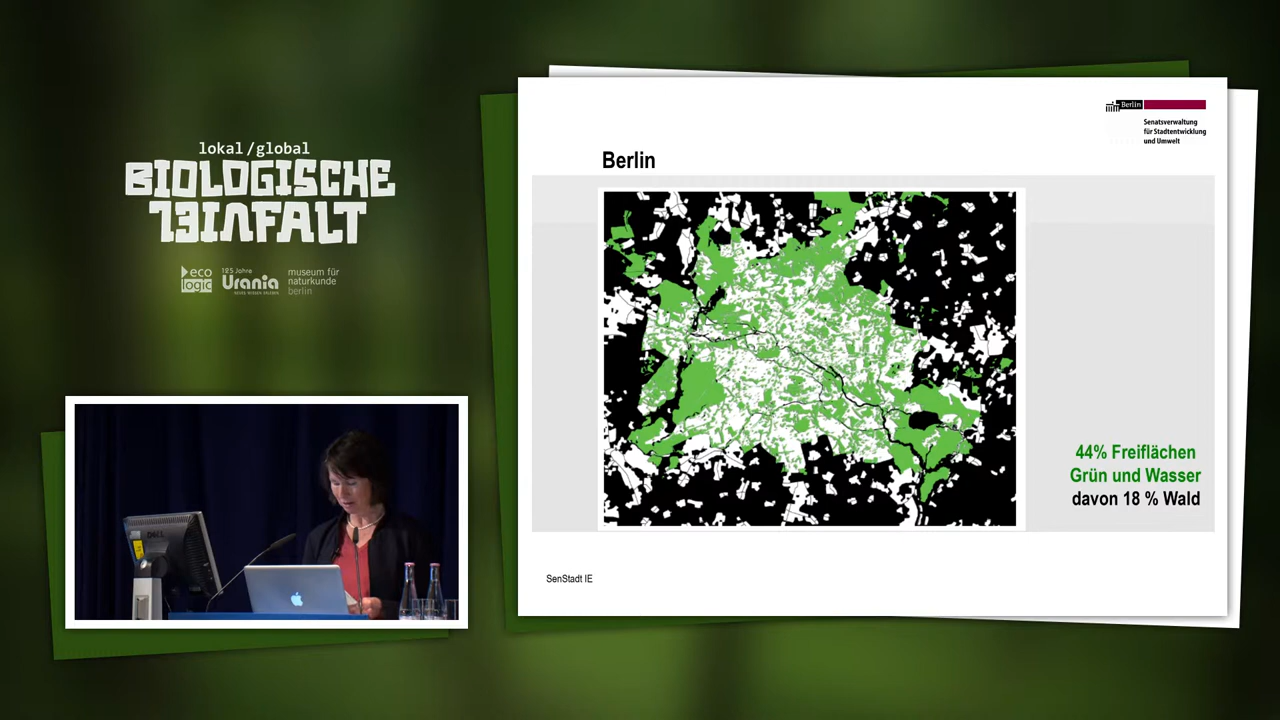 lokal/global
BIOLOGISCHE
VIELFALT
eco
logic
125 Jahre
Urania
museum für
naturkunde
berlin
Berlin
Senatsverwaltung
für Stadtentwicklung
und Umwelt
Berlin
44% Freiflächen
Grün und Wasser
davon 18 % Wald
SenStadt IE
DELL